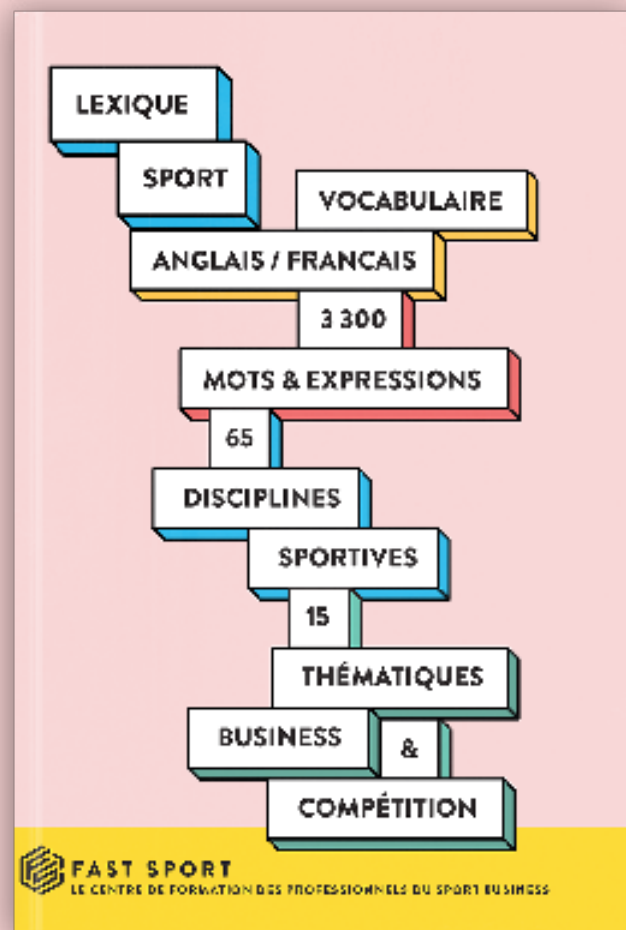 LEXIQUE
SPORT
VOCABULAIRE
ANGLAIS / FRANCAIS
3 300
MOTS & EXPRESSIONS
65
DISCIPLINES
SPORTIVES
15
THÉMATIQUES
BUSINESS
&
COMPÉTITION
FAST SPORT
LE CENTRE DE FORMATION DES PROFESSIONNELS DU SPORT BUSINESS